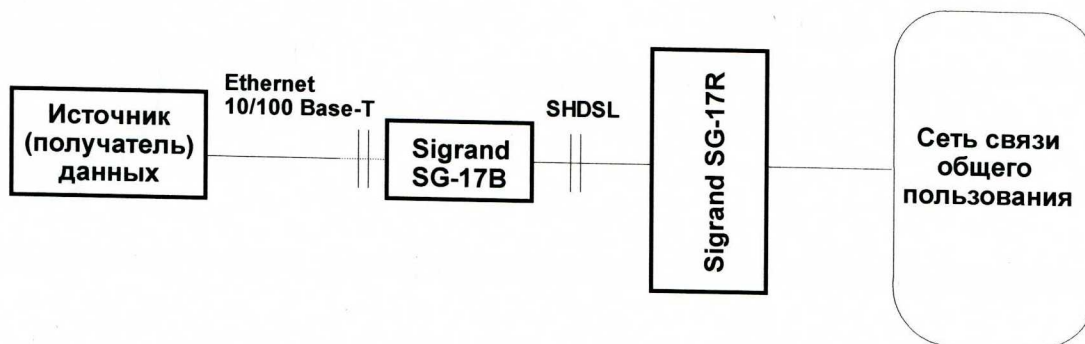 Источник
(получатель)
данных
Ethernet
10/100 Base-T
Sigrand
SG-17B
SHDSL
Sigrand SG-17R
Сеть связи
общего
пользования